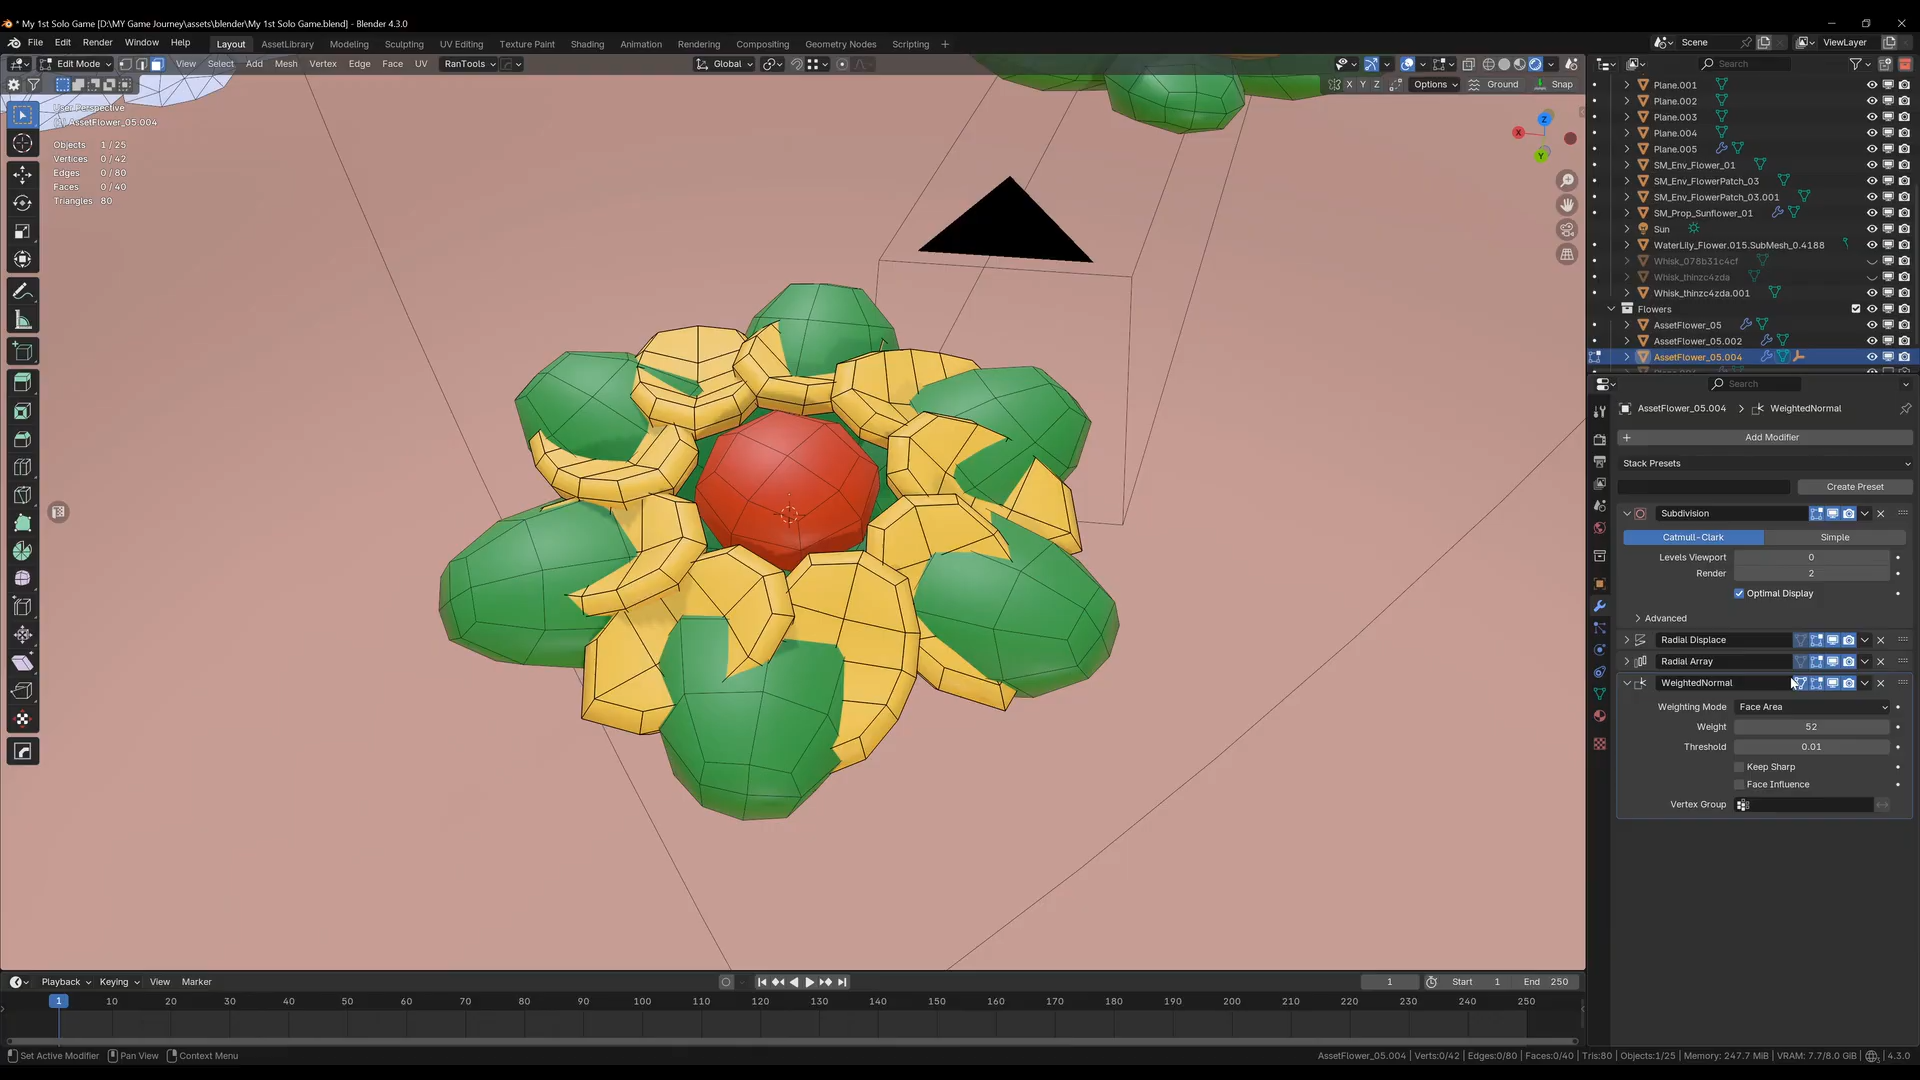 * My 1st Solo Game [D:\MY Game Journey\assets\blender\My 1st Solo Game.blend] - Blender 4.3.0
File Edit Render Window Help Layout AssetLibrary Modeling Sculpting UV Editing Texture Paint Shading Animation Rendering Compositing Geometry Nodes Scripting + Scene ViewLayer
Edit Mode View Select Add Mesh Vertex Edge Face UV RanTools Global Search
X Y Z Options Ground Snap
User Perspective
AssetFlower_05.004
Objects 1 / 25
Vertices 0 / 42
Edges 0 / 80
Faces 0 / 40
Triangles 80
Z
X
Y
Plane.001
Plane.002
Plane.003
Plane.004
Plane.005
SM_Env_Flower_01
SM_Env_FlowerPatch_03
SM_Env_FlowerPatch_03.001
SM_Prop_Sunflower_01
Sun
WaterLily_Flower.015.SubMesh_0.4188
Whisk_078b31c4cf
Whisk_thinzc4zda
Whisk_thinzc4zda.001
Flowers
AssetFlower_05
AssetFlower_05.002
AssetFlower_05.004
Search
AssetFlower_05.004 > WeightedNormal
Add Modifier
Stack Presets
Create Preset
Subdivision
Catmull-Clark Simple
Levels Viewport 0
Render 2
Optimal Display
Advanced
Radial Displace
Radial Array
WeightedNormal
Weighting Mode Face Area
Weight 52
Threshold 0.01
Keep Sharp
Face Influence
Vertex Group
Playback Keying View Marker 1 Start 1 End 250
1 10 20 30 40 50 60 70 80 90 100 110 120 130 140 150 160 170 180 190 200 210 220 230 240 250
Set Active Modifier Pan View Context Menu AssetFlower_05.004 | Verts:0/42 | Edges:0/80 | Faces:0/40 | Tris:80 | Objects:1/25 | Memory: 247.7 MiB | VRAM: 7.7/8.0 GiB | 4.3.0